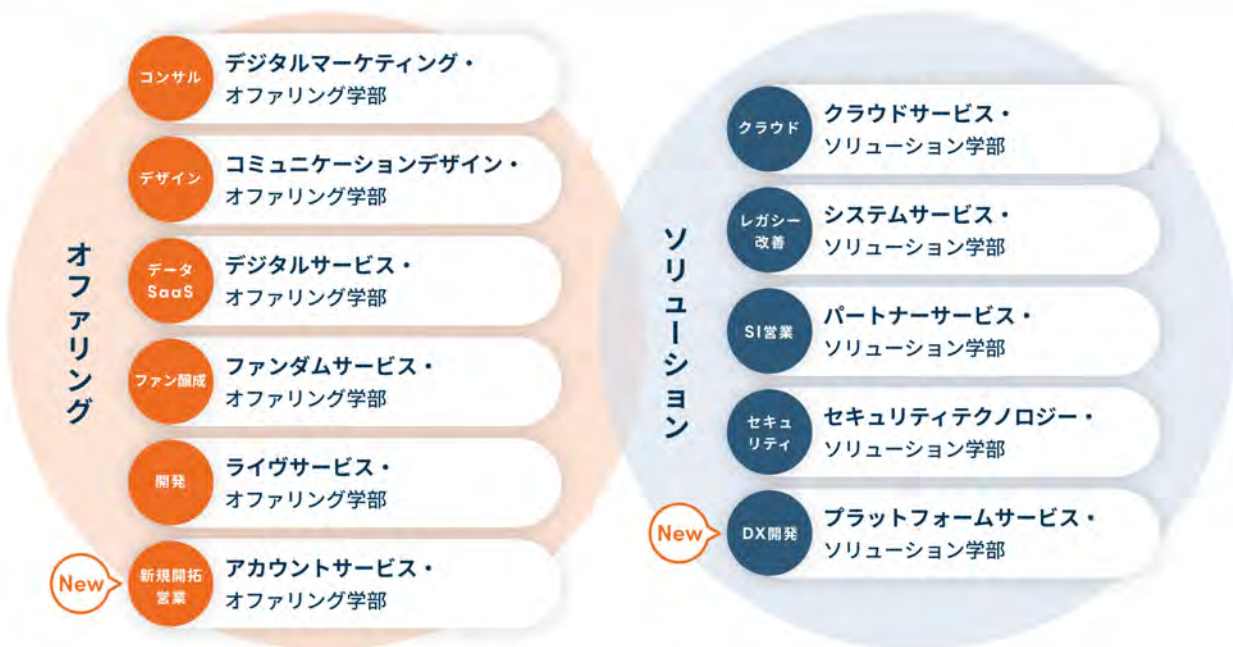 オファリング
コンサル
デジタルマーケティング・
オファリング学部
デザイン
コミュニケーションデザイン・
オファリング学部
データ
SaaS
デジタルサービス・
オファリング学部
ファン醸成
ファンダムサービス・
オファリング学部
開発
ライヴサービス・
オファリング学部
New
新規開拓
営業
アカウントサービス・
オファリング学部
ソリューション
クラウド
クラウドサービス・
ソリューション学部
レガシー
改善
システムサービス・
ソリューション学部
SI営業
パートナーサービス・
ソリューション学部
セキュ
リティ
セキュリティテクノロジー・
ソリューション学部
New
DX開発
プラットフォームサービス・
ソリューション学部